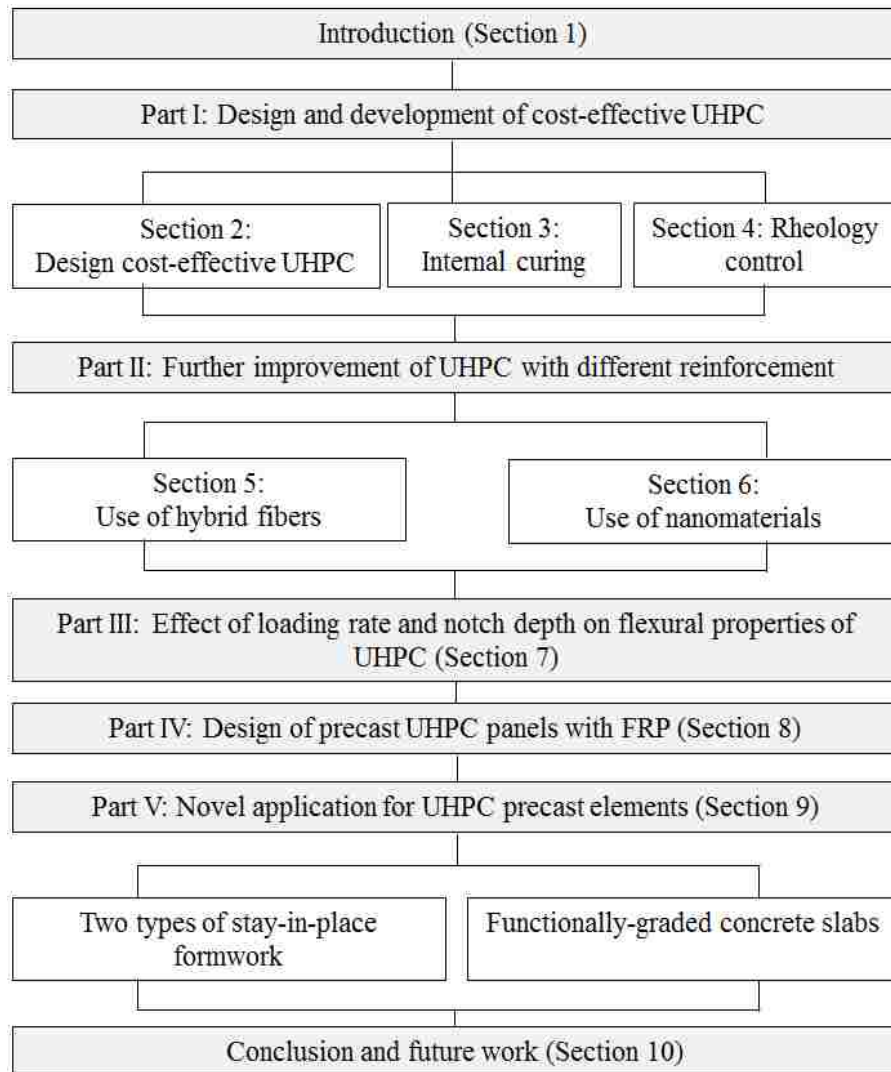 Introduction (Section 1)
Part I: Design and development of cost-effective UHPC
Section 2:
Design cost-effective UHPC
Section 3:
Internal curing
Section 4: Rheology
control
Part II: Further improvement of UHPC with different reinforcement
Section 5:
Use of hybrid fibers
Section 6:
Use of nanomaterials
Part III: Effect of loading rate and notch depth on flexural properties of
UHPC (Section 7)
Part IV: Design of precast UHPC panels with FRP (Section 8)
Part V: Novel application for UHPC precast elements (Section 9)
Two types of stay-in-place
formwork
Functionally-graded concrete slabs
Conclusion and future work (Section 10)